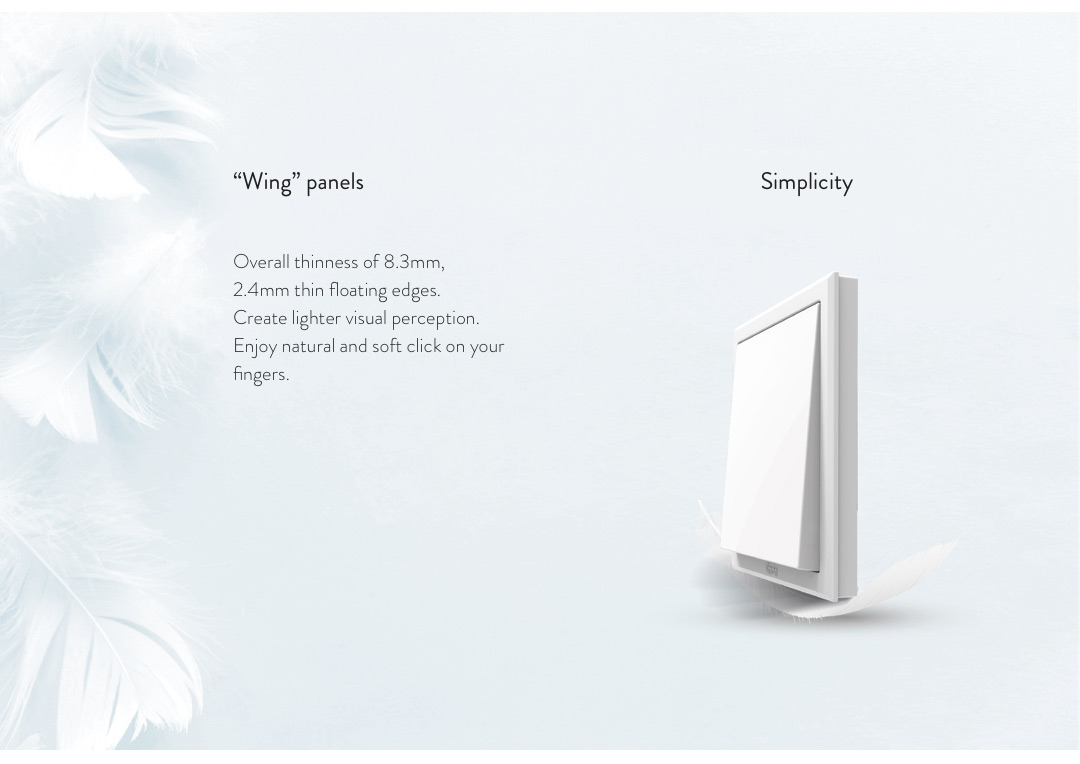 “Wing” panels
Simplicity
Overall thinness of 8.3mm,
2.4mm thin floating edges.
Create lighter visual perception.
Enjoy natural and soft click on your
fingers.